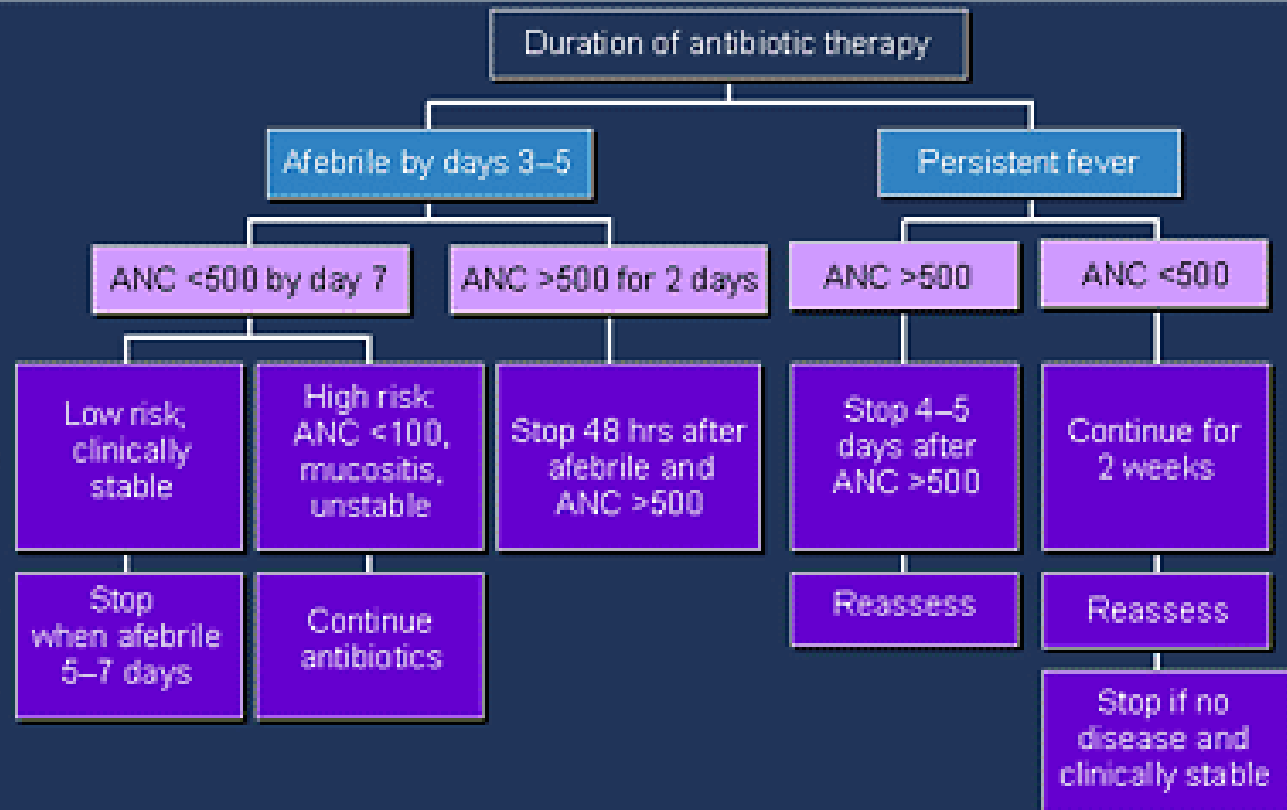 Duration of antibiotic therapy
Afebrile by days 3–5
Persistent fever
ANC <500 by day 7
ANC >500 for 2 days
ANC >500
ANC <500
Low risk;
clinically
stable
High risk:
ANC <100,
mucositis,
unstable
Stop 48 hrs after
afebrile and
ANC >500
Stop 4–5
days after
ANC >500
Continue for
2 weeks
Stop
when afebrile
5–7 days
Continue
antibiotics
Reassess
Reassess
Stop if no
disease and
clinically stable